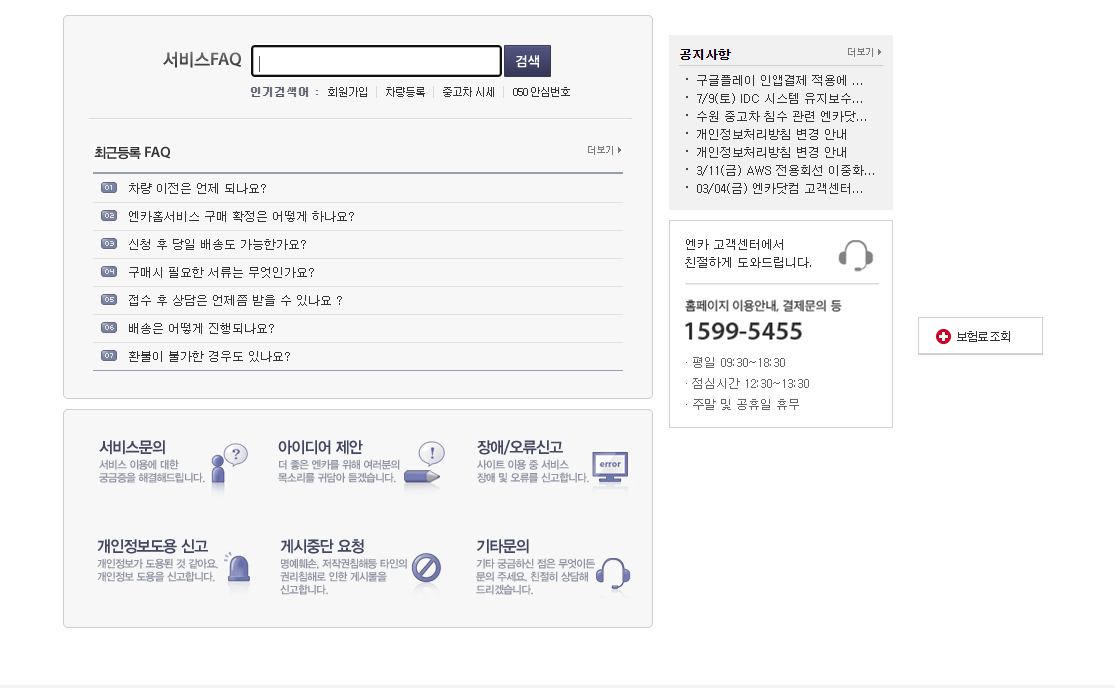 서비스FAQ
검색
인기검색어 : 회원가입 차량등록 중고차 시세 050 안심번호
최근등록 FAQ
더보기
01 차량 이전은 언제 되나요?
02 엔카홈서비스 구매 확정은 어떻게 하나요?
03 신청 후 당일 배송도 가능한가요?
04 구매시 필요한 서류는 무엇인가요?
05 접수 후 상담은 언제쯤 받을 수 있나요 ?
06 배송은 어떻게 진행되나요?
07 환불이 불가한 경우도 있나요?
서비스문의
서비스 이용에 대한
궁금증을 해결해드립니다.
?
아이디어 제안
더 좋은 엔카를 위해 여러분의
목소리를 귀담아 듣겠습니다.
!
장애/오류신고
사이트 이용 중 서비스
장애 및 오류를 신고합니다.
error
개인정보도용 신고
개인정보가 도용된 것 같아요.
개인정보 도용을 신고합니다.
게시중단 요청
명예훼손, 저작권침해등 타인의
권리침해로 인한 게시물을
신고합니다.
기타문의
기타 궁금하신 점은 무엇이든
문의 주세요. 친절히 상담해
드리겠습니다.
공지사항
더보기
· 구글플레이 인앱결제 적용에 ...
· 7/9(토) IDC 시스템 유지보수...
· 수원 중고차 침수 관련 엔카닷...
· 개인정보처리방침 변경 안내
· 개인정보처리방침 변경 안내
· 3/11(금) AWS 전용회선 이중화...
· 03/04(금) 엔카닷컴 고객센터...
엔카 고객센터에서
친절하게 도와드립니다.
홈페이지 이용안내, 결제문의 등
1599-5455
· 평일 09:30~18:30
· 점심시간 12:30~13:30
· 주말 및 공휴일 휴무
보험료조회